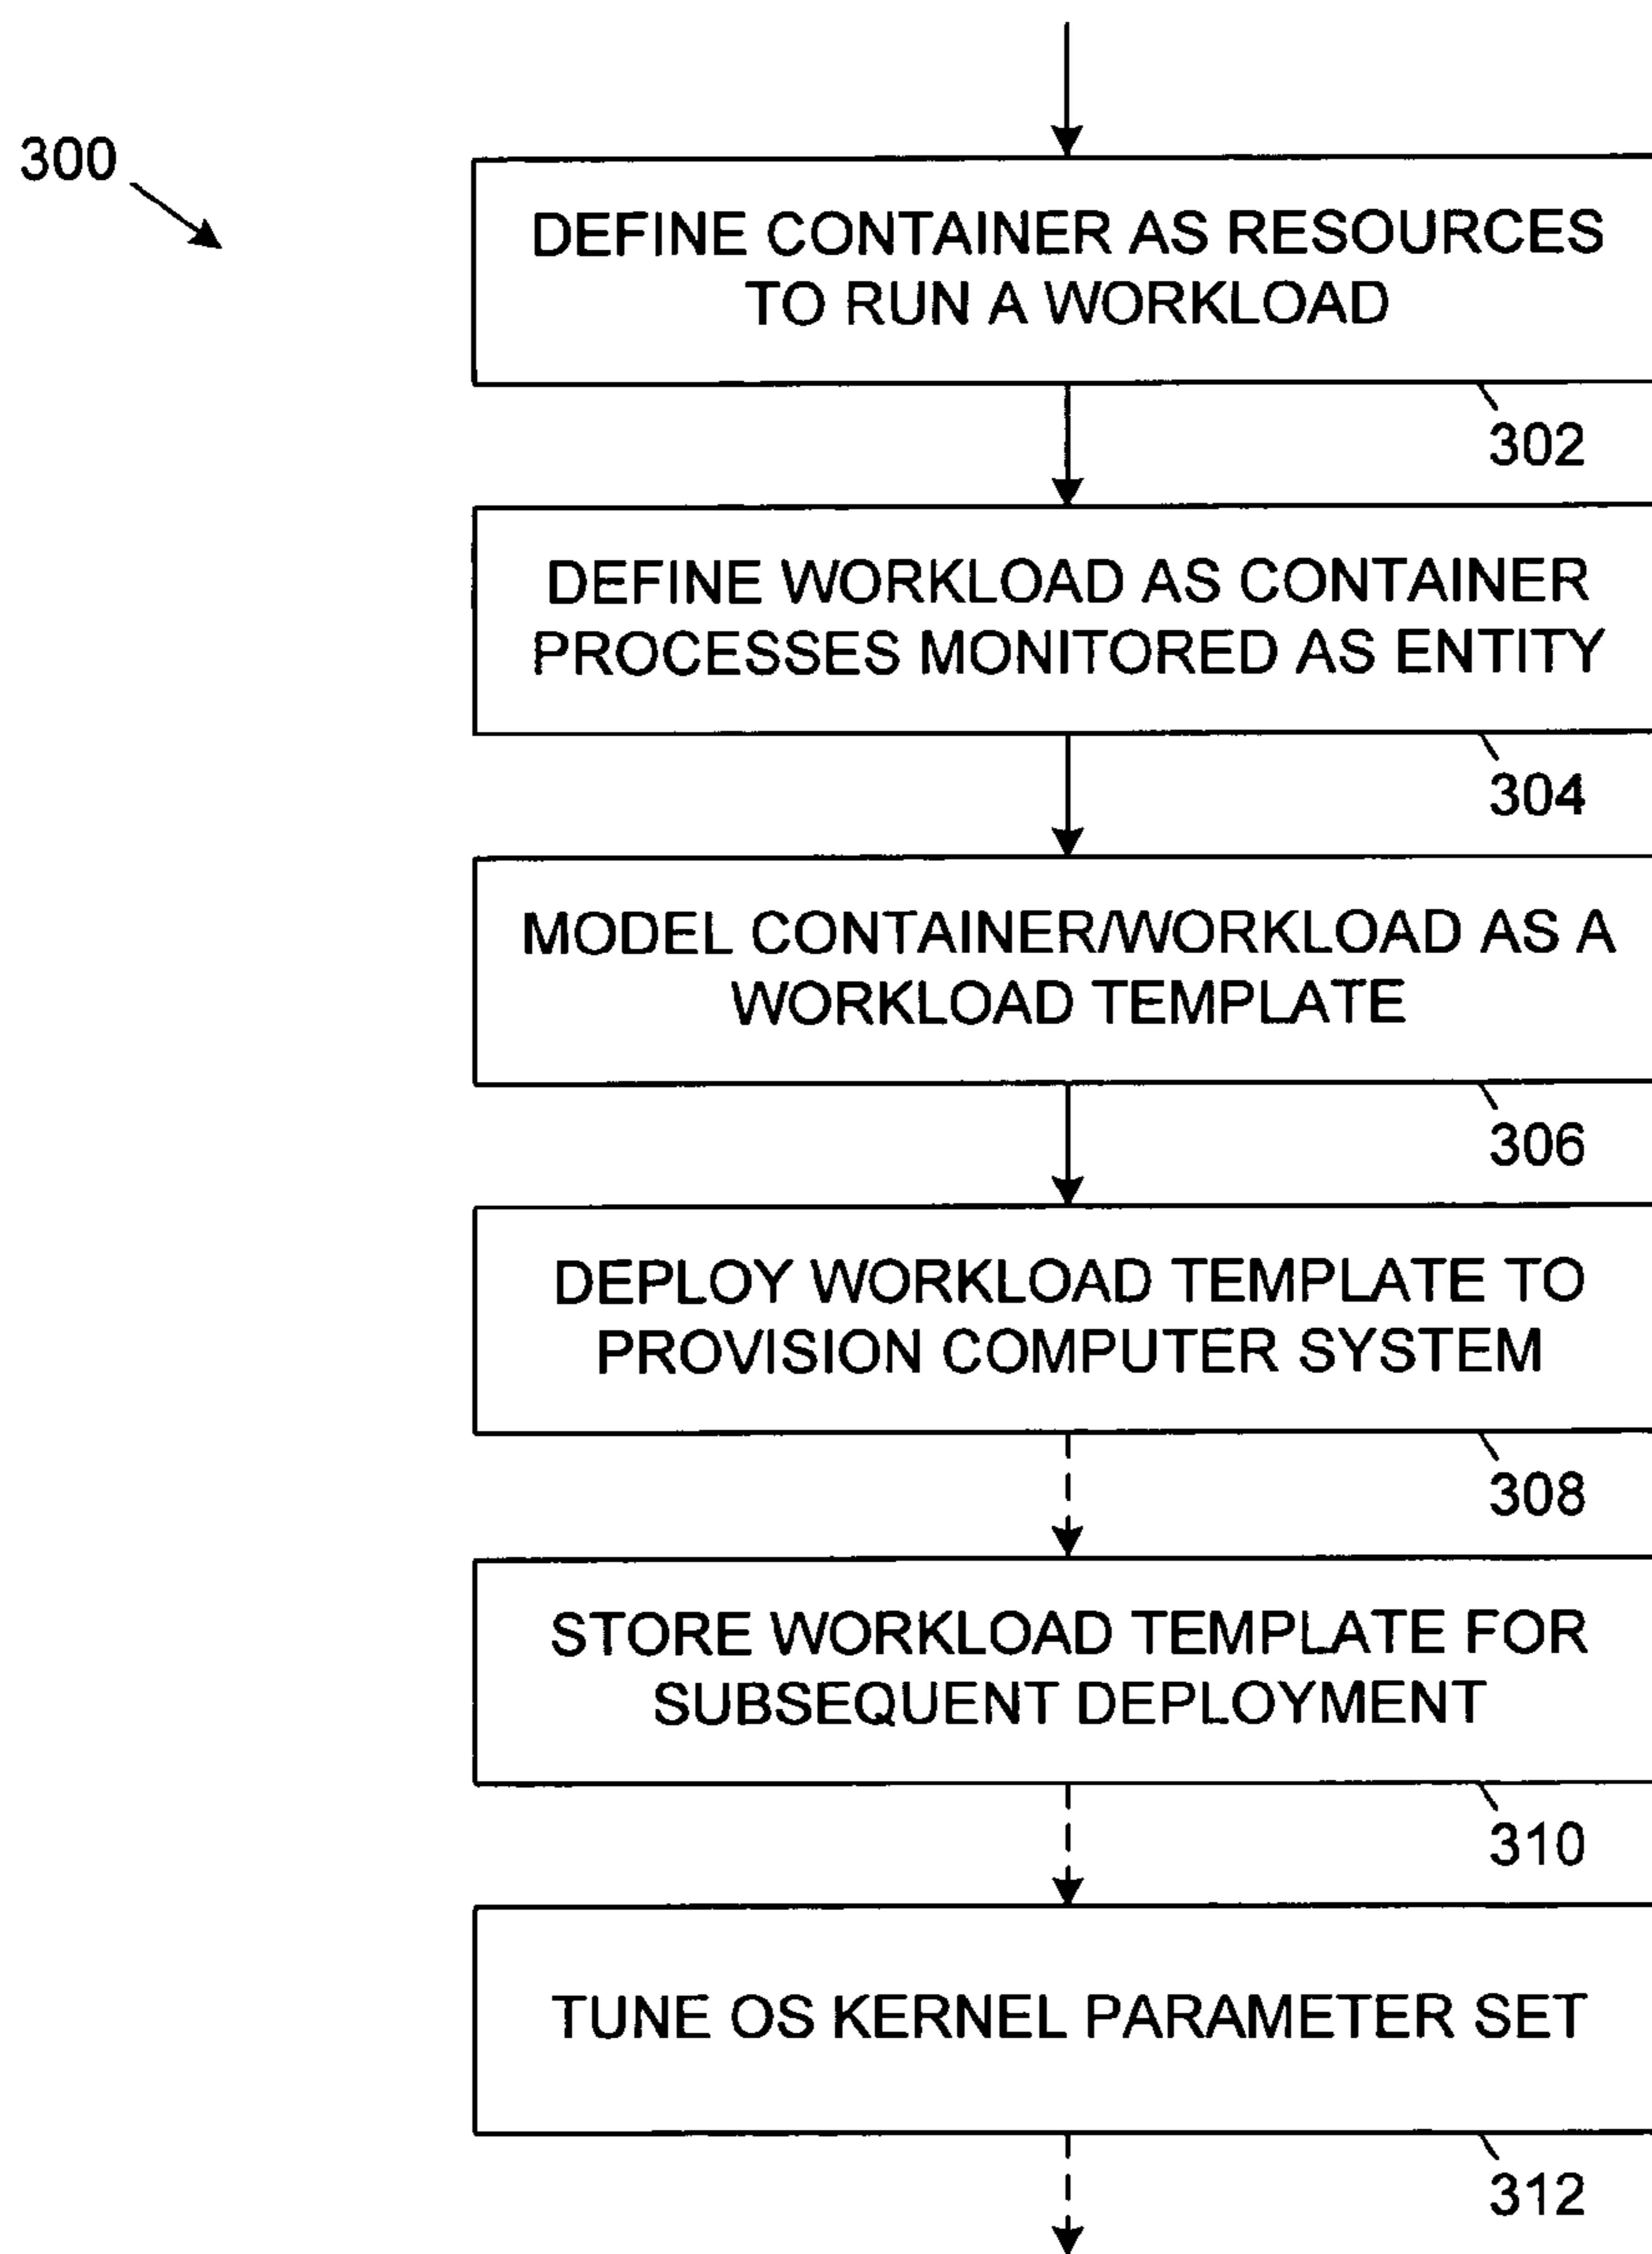 300
DEFINE CONTAINER AS RESOURCES
TO RUN A WORKLOAD
302
DEFINE WORKLOAD AS CONTAINER
PROCESSES MONITORED AS ENTITY
304
MODEL CONTAINER/WORKLOAD AS A
WORKLOAD TEMPLATE
306
DEPLOY WORKLOAD TEMPLATE TO
PROVISION COMPUTER SYSTEM
308
STORE WORKLOAD TEMPLATE FOR
SUBSEQUENT DEPLOYMENT
310
TUNE OS KERNEL PARAMETER SET
312